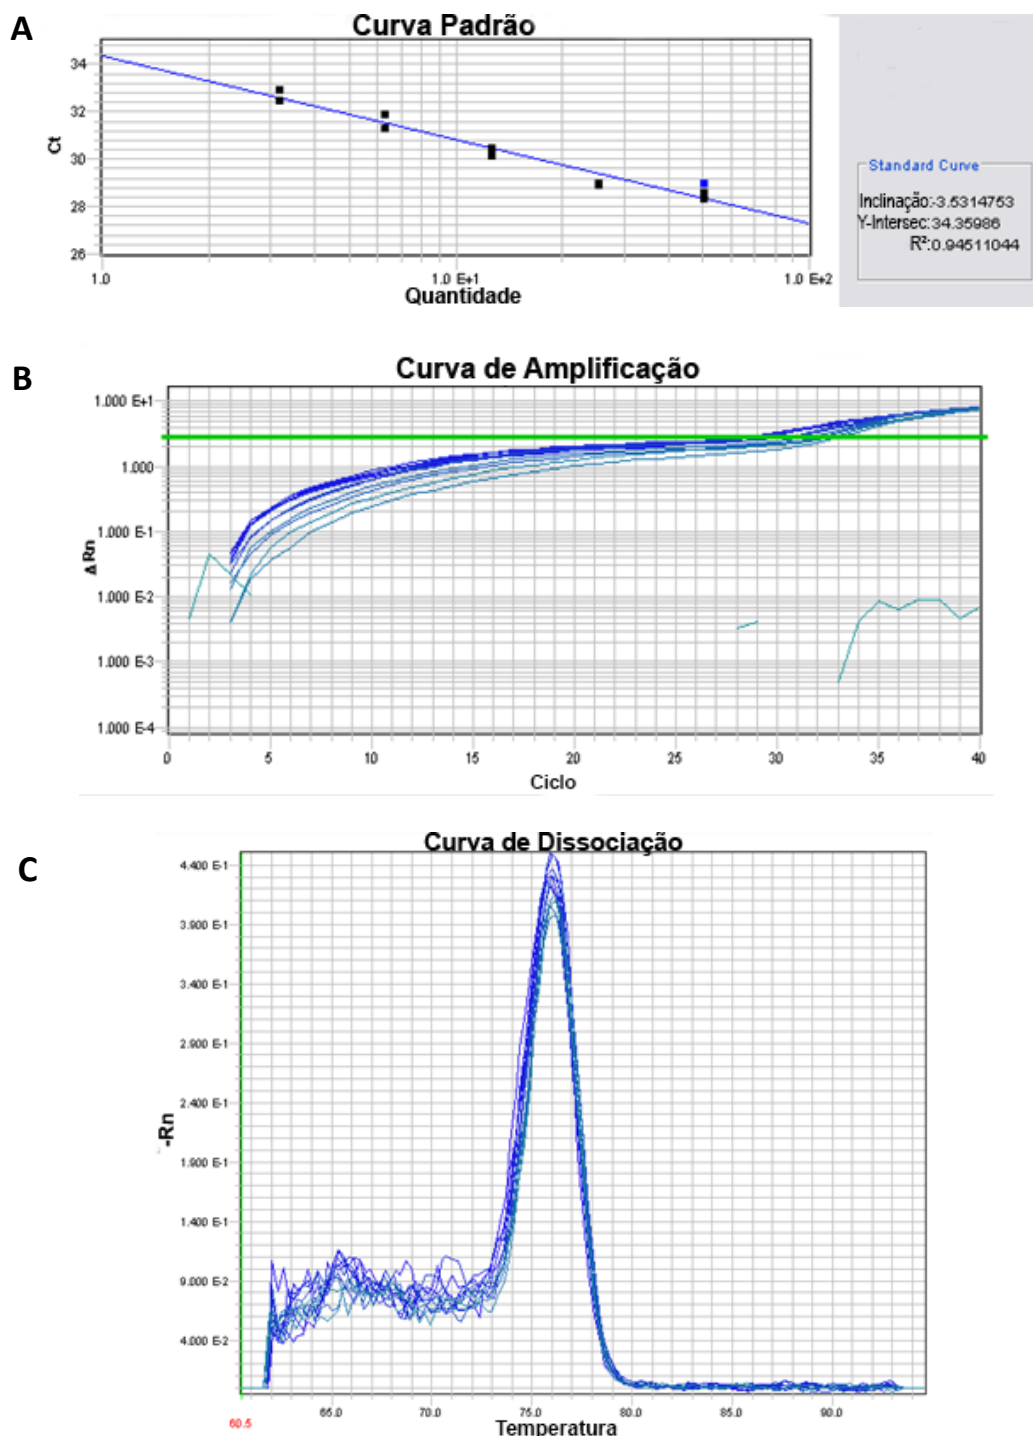 A
Curva Padrão
34
32
30
28
26
Ct
1.0
1.0 E+1
1.0 E+2
Quantidade
Standard Curve
Inclinação:-3.5314753
Y-Intersec:34.35986
R²:0.94511044
B
Curva de Amplificação
1.000 E+1
1.000
1.000 E-1
1.000 E-2
1.000 E-3
1.000 E-4
Δ Rn
0 5 10 15 20 25 30 35 40
Ciclo
C
Curva de Dissociação
4.400 E-1
3.900 E-1
3.400 E-1
2.900 E-1
2.400 E-1
1.900 E-1
1.400 E-1
9.000 E-2
4.000 E-2
-Rn
60.5
65.0 70.0 75.0 80.0 85.0 90.0
Temperatura